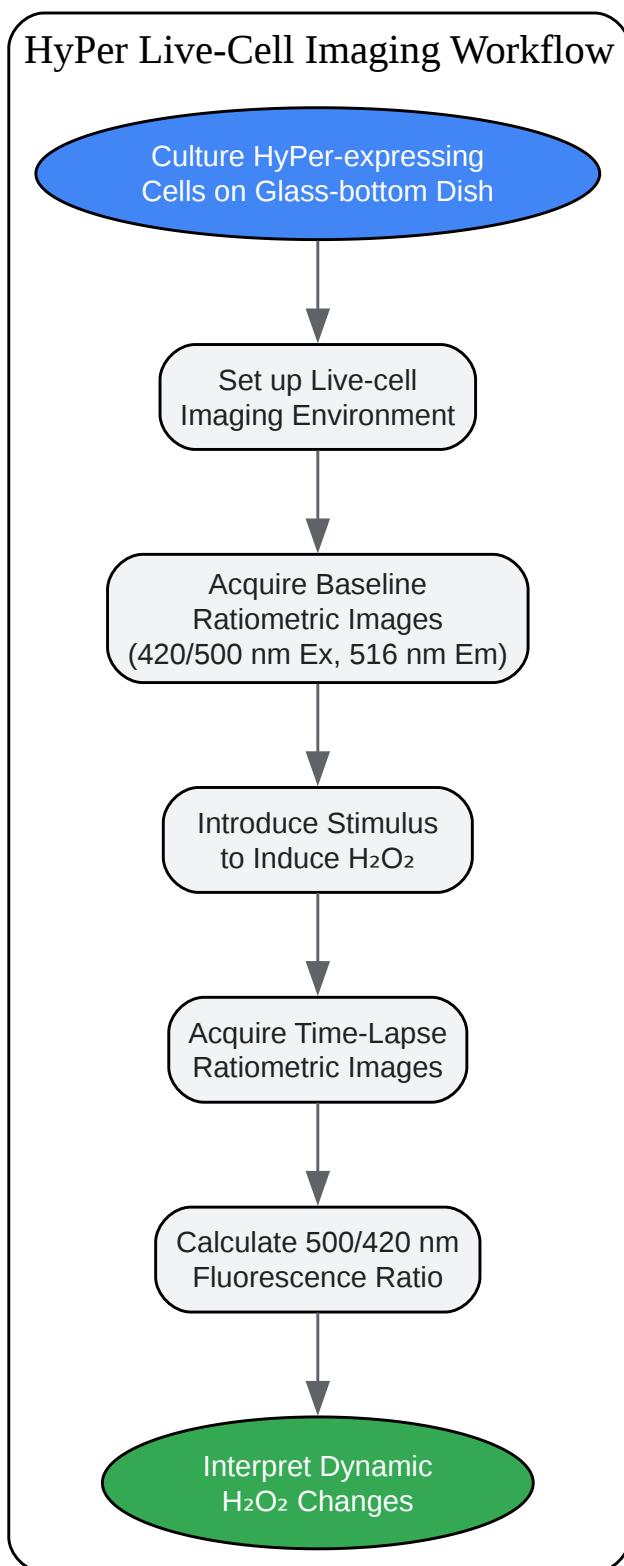 HyPer Live-Cell Imaging Workflow
Culture HyPer-expressing
Cells on Glass-bottom Dish
Set up Live-cell
Imaging Environment
Acquire Baseline
Ratiometric Images
(420/500 nm Ex, 516 nm Em)
Introduce Stimulus
to Induce H₂O₂
Acquire Time-Lapse
Ratiometric Images
Calculate 500/420 nm
Fluorescence Ratio
Interpret Dynamic
H₂O₂ Changes